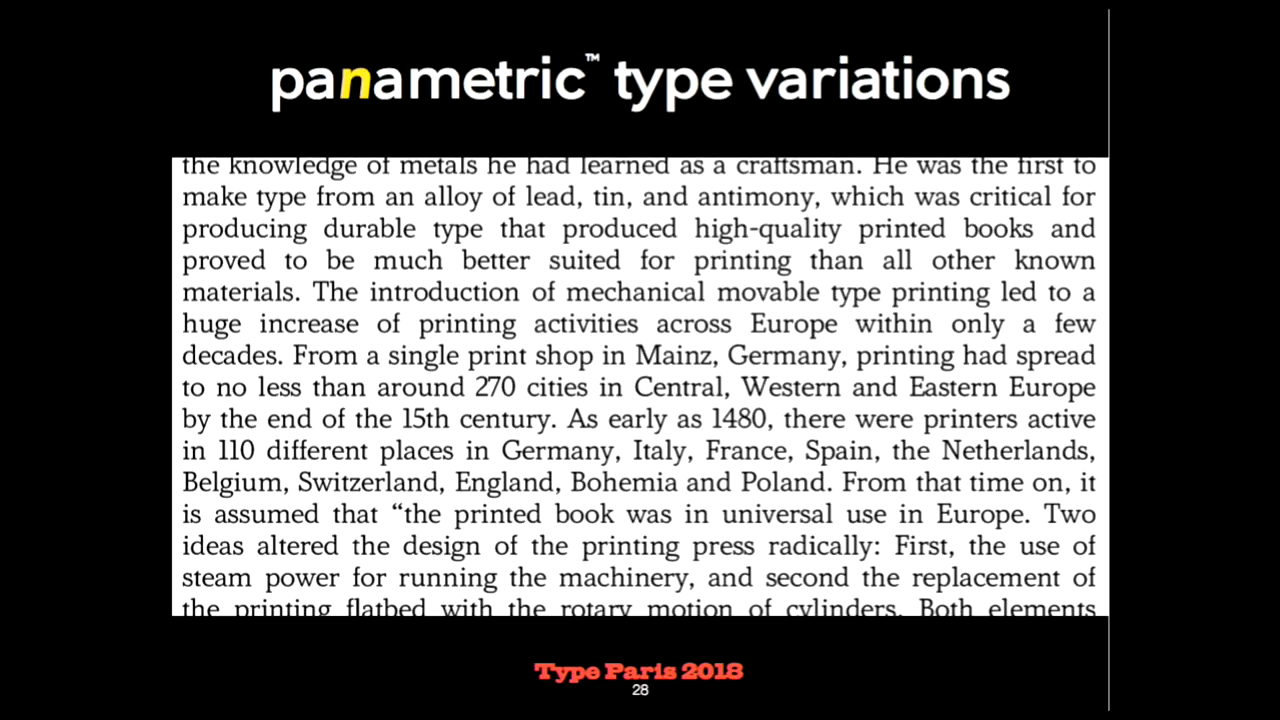 panametric™ type variations
the knowledge of metals he had learned as a craftsman. He was the first to
make type from an alloy of lead, tin, and antimony, which was critical for
producing durable type that produced high-quality printed books and
proved to be much better suited for printing than all other known
materials. The introduction of mechanical movable type printing led to a
huge increase of printing activities across Europe within only a few
decades. From a single print shop in Mainz, Germany, printing had spread
to no less than around 270 cities in Central, Western and Eastern Europe
by the end of the 15th century. As early as 1480, there were printers active
in 110 different places in Germany, Italy, France, Spain, the Netherlands,
Belgium, Switzerland, England, Bohemia and Poland. From that time on, it
is assumed that “the printed book was in universal use in Europe. Two
ideas altered the design of the printing press radically: First, the use of
steam power for running the machinery, and second the replacement of
the printing flatbed with the rotary motion of cylinders. Both elements
Type Paris 2018
28